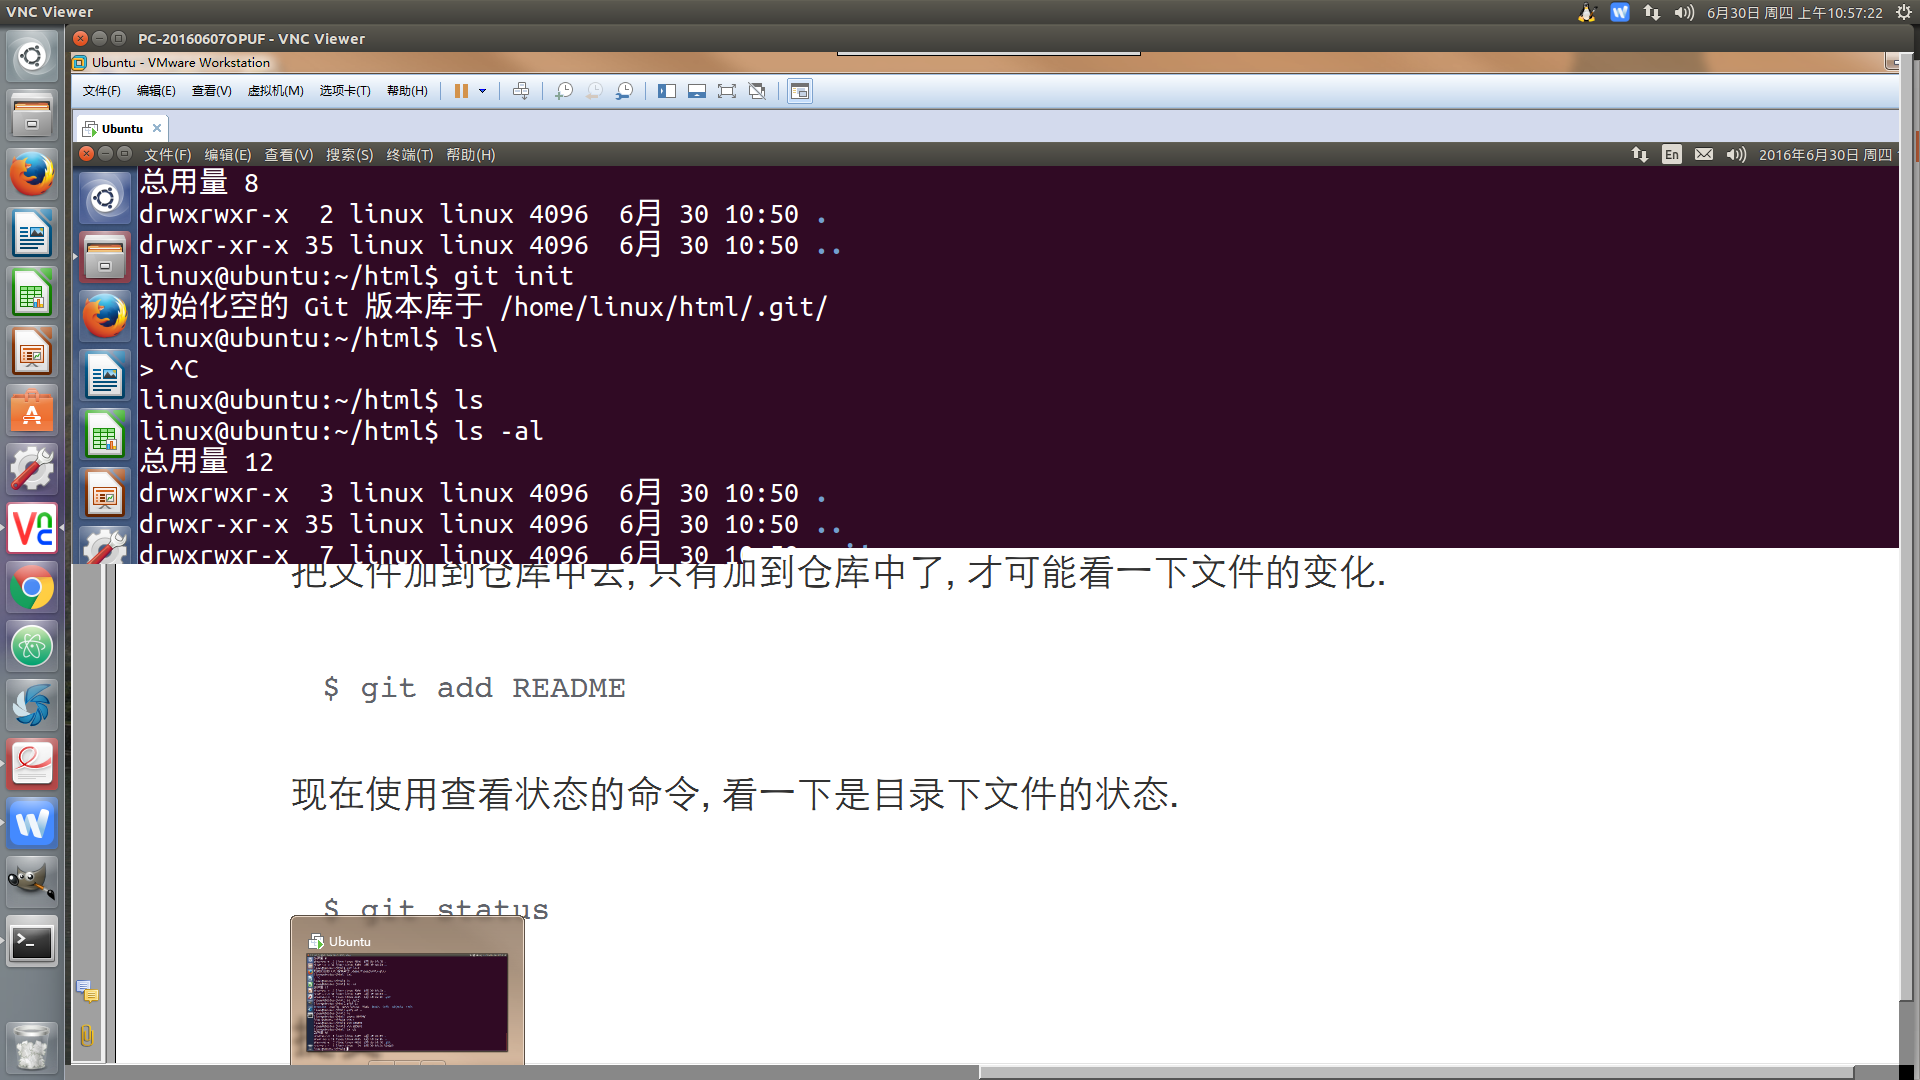 VNC Viewer
6月30日 周四 上午10:57:22
PC-20160607OPUF - VNC Viewer
Ubuntu - VMware Workstation
文件(F) 编辑(E) 查看(V) 虚拟机(M) 选项卡(T) 帮助(H)
Ubuntu
文件(F) 编辑(E) 查看(V) 搜索(S) 终端(T) 帮助(H)
En
2016年6月30日 周四
总用量 8
drwxrwxr-x  2 linux linux 4096  6月 30 10:50 .
drwxr-xr-x 35 linux linux 4096  6月 30 10:50 ..
linux@ubuntu:~/html$ git init
初始化空的 Git 版本库于 /home/linux/html/.git/
linux@ubuntu:~/html$ ls\
> ^C
linux@ubuntu:~/html$ ls
linux@ubuntu:~/html$ ls -al
总用量 12
drwxrwxr-x  3 linux linux 4096  6月 30 10:50 .
drwxr-xr-x 35 linux linux 4096  6月 30 10:50 ..
drwxrwxr-x  7 linux linux 4096  6月 30 10:50
把文件加到仓库中去, 只有加到仓库中了, 才可能看一下文件的变化.
$ git add README
现在使用查看状态的命令, 看一下是目录下文件的状态.
$ git status
Ubuntu